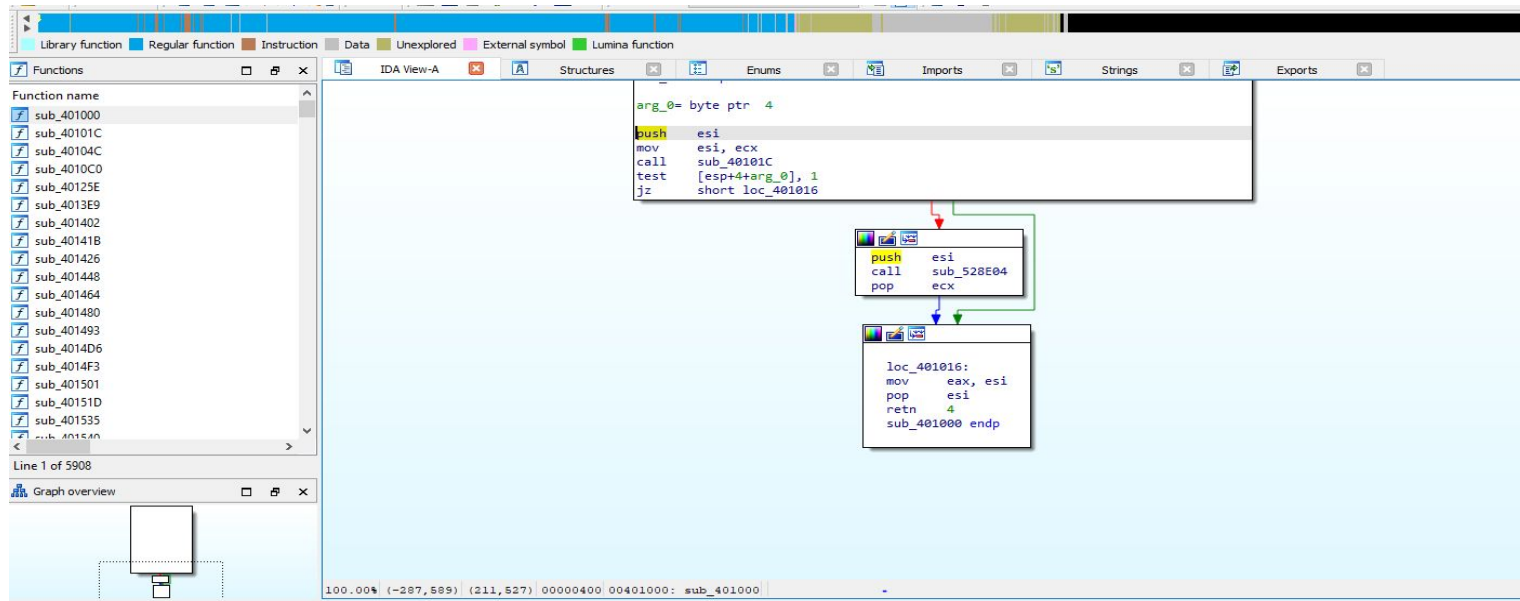 Library function Regular function Instruction Data Unexplored External symbol Lumina function
Functions
IDA View-A Structures Enums Imports Strings Exports
Function name
sub_401000
sub_40101C
sub_40104C
sub_4010C0
sub_40125E
sub_4013E9
sub_401402
sub_40141B
sub_401426
sub_401448
sub_401464
sub_401480
sub_401493
sub_4014D6
sub_4014F3
sub_401501
sub_40151D
sub_401535
sub_401540
Line 1 of 5908
Graph overview
arg_0= byte ptr 4
push esi
mov esi, ecx
call sub_40101C
test [esp+4+arg_0], 1
jz short loc_401016
push esi
call sub_528E04
pop ecx
loc_401016:
mov eax, esi
pop esi
retn 4
sub_401000 endp
100.00% (-287,589) (211,527) 00000400 00401000: sub_401000